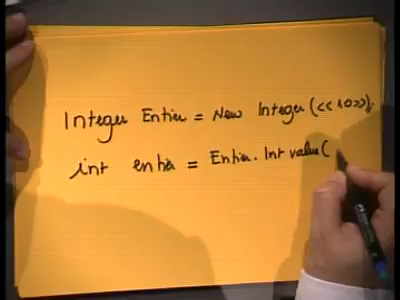 Integer Entier = New Integer (<<10>>);
int entier = Entier. Int value(